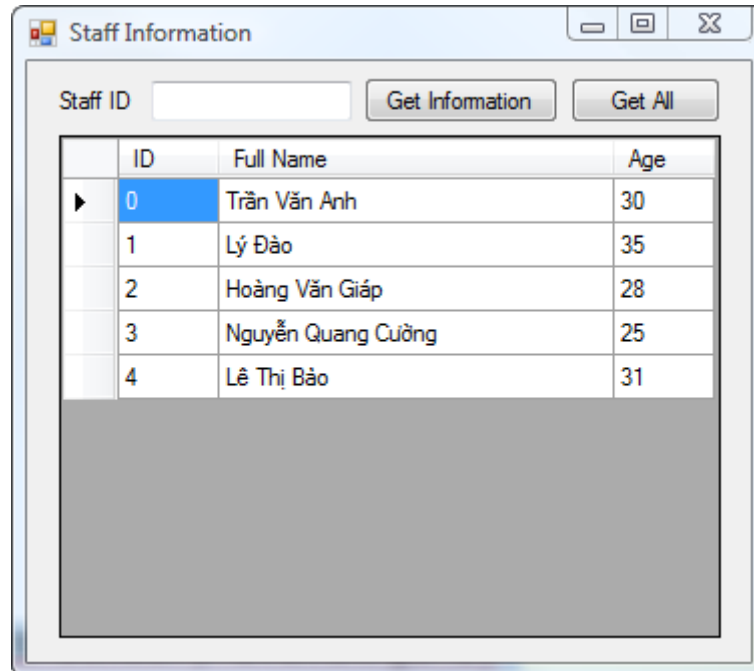 Staff Information
Staff ID Get Information Get All
ID Full Name Age
0 Trần Văn Anh 30
1 Lý Đào 35
2 Hoàng Văn Giáp 28
3 Nguyễn Quang Cường 25
4 Lê Thị Bảo 31